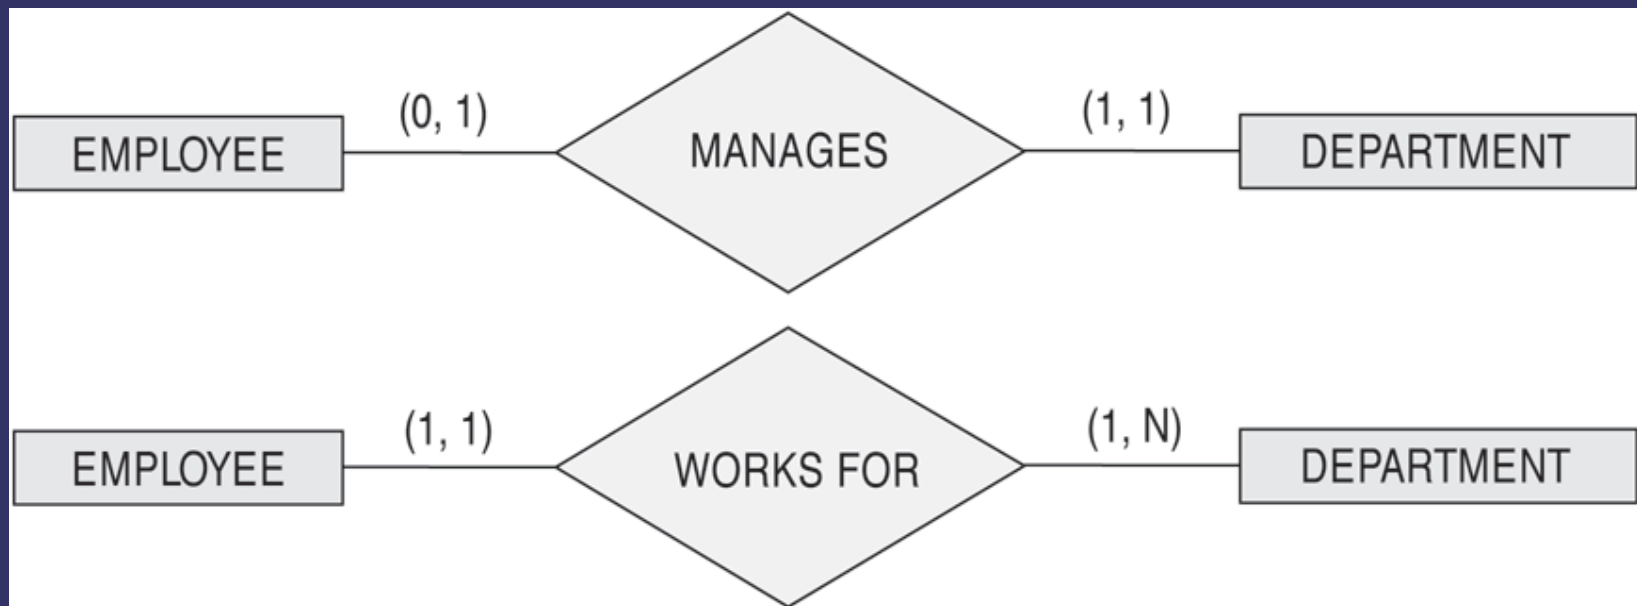 (0, 1)
(1, 1)
EMPLOYEE
MANAGES
DEPARTMENT
(1, 1)
(1, N)
EMPLOYEE
WORKS FOR
DEPARTMENT